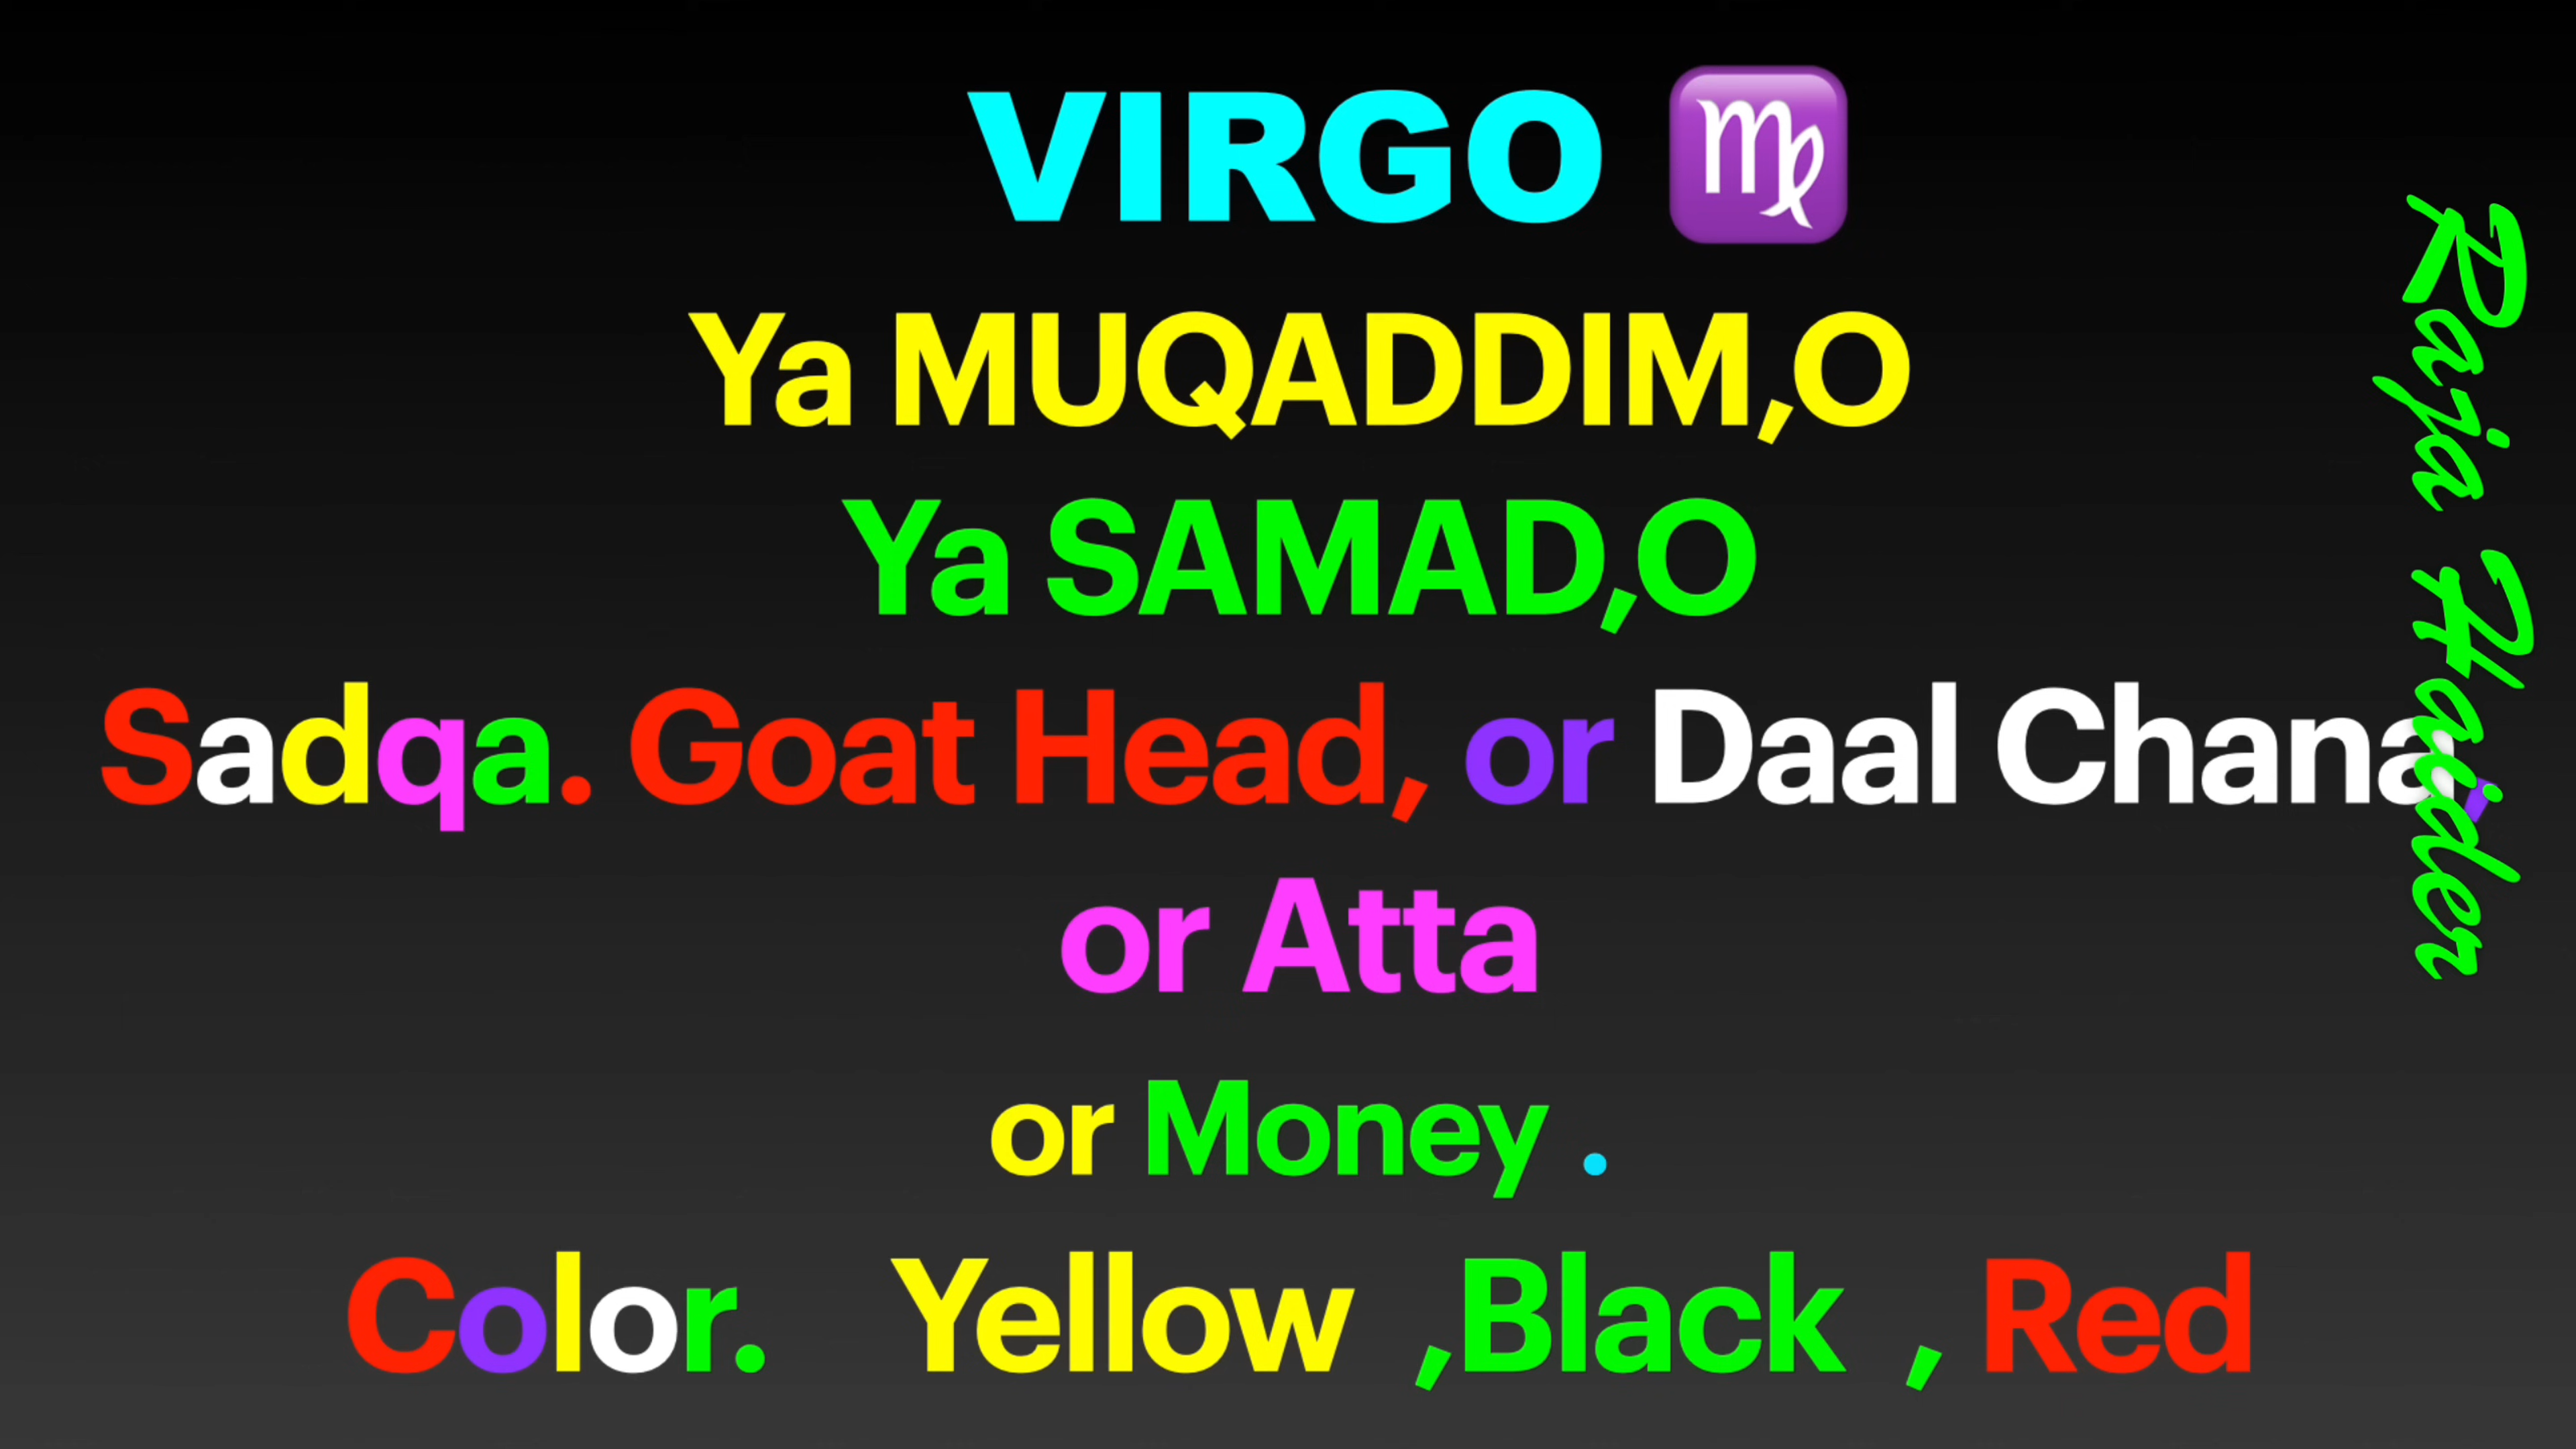 VIRGO ♍
Ya MUQADDIM,O
Ya SAMAD,O
Sadqa. Goat Head, or Daal Chana,
or Atta
or Money .
Color. Yellow ,Black , Red
Raja Haider